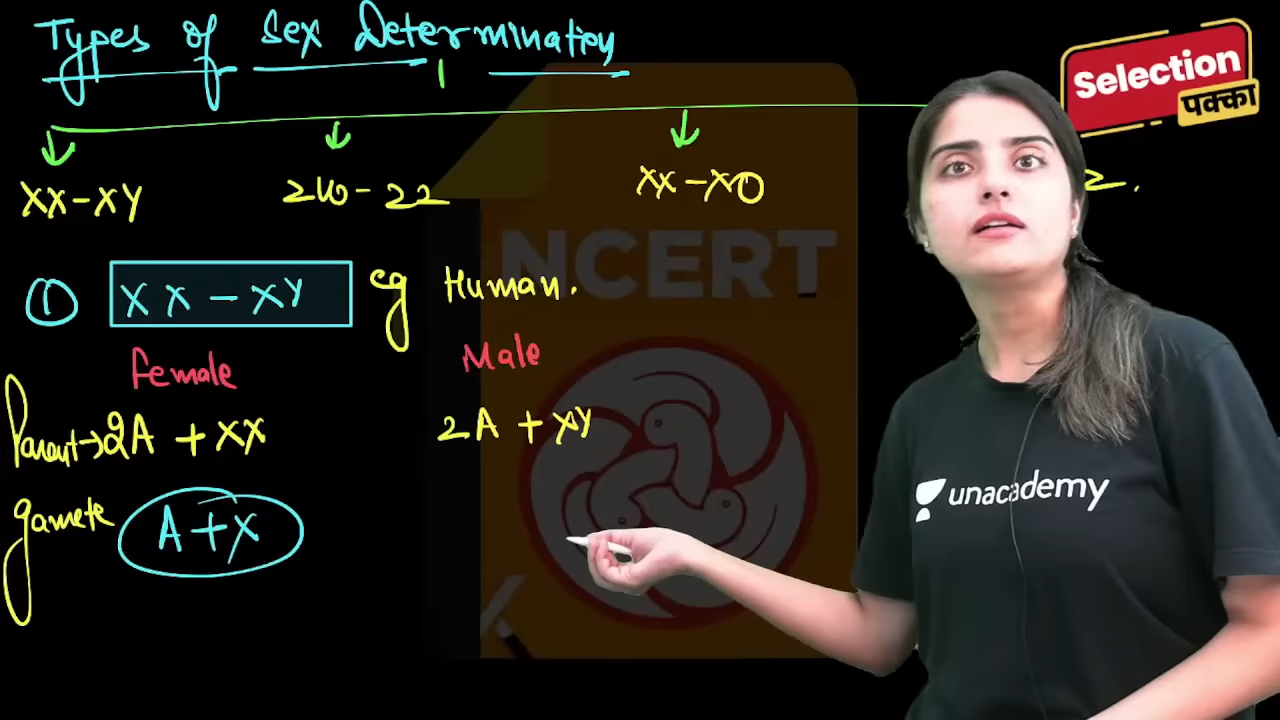 Types of Sex Determination
Selection
पक्का
XX-XY
ZW-ZZ
XX-XO
Z.
① XX-XY eg Human.
NCERT
Female
Male
Parent→2A + XX
2A + XY
gamete A+X
unacademy